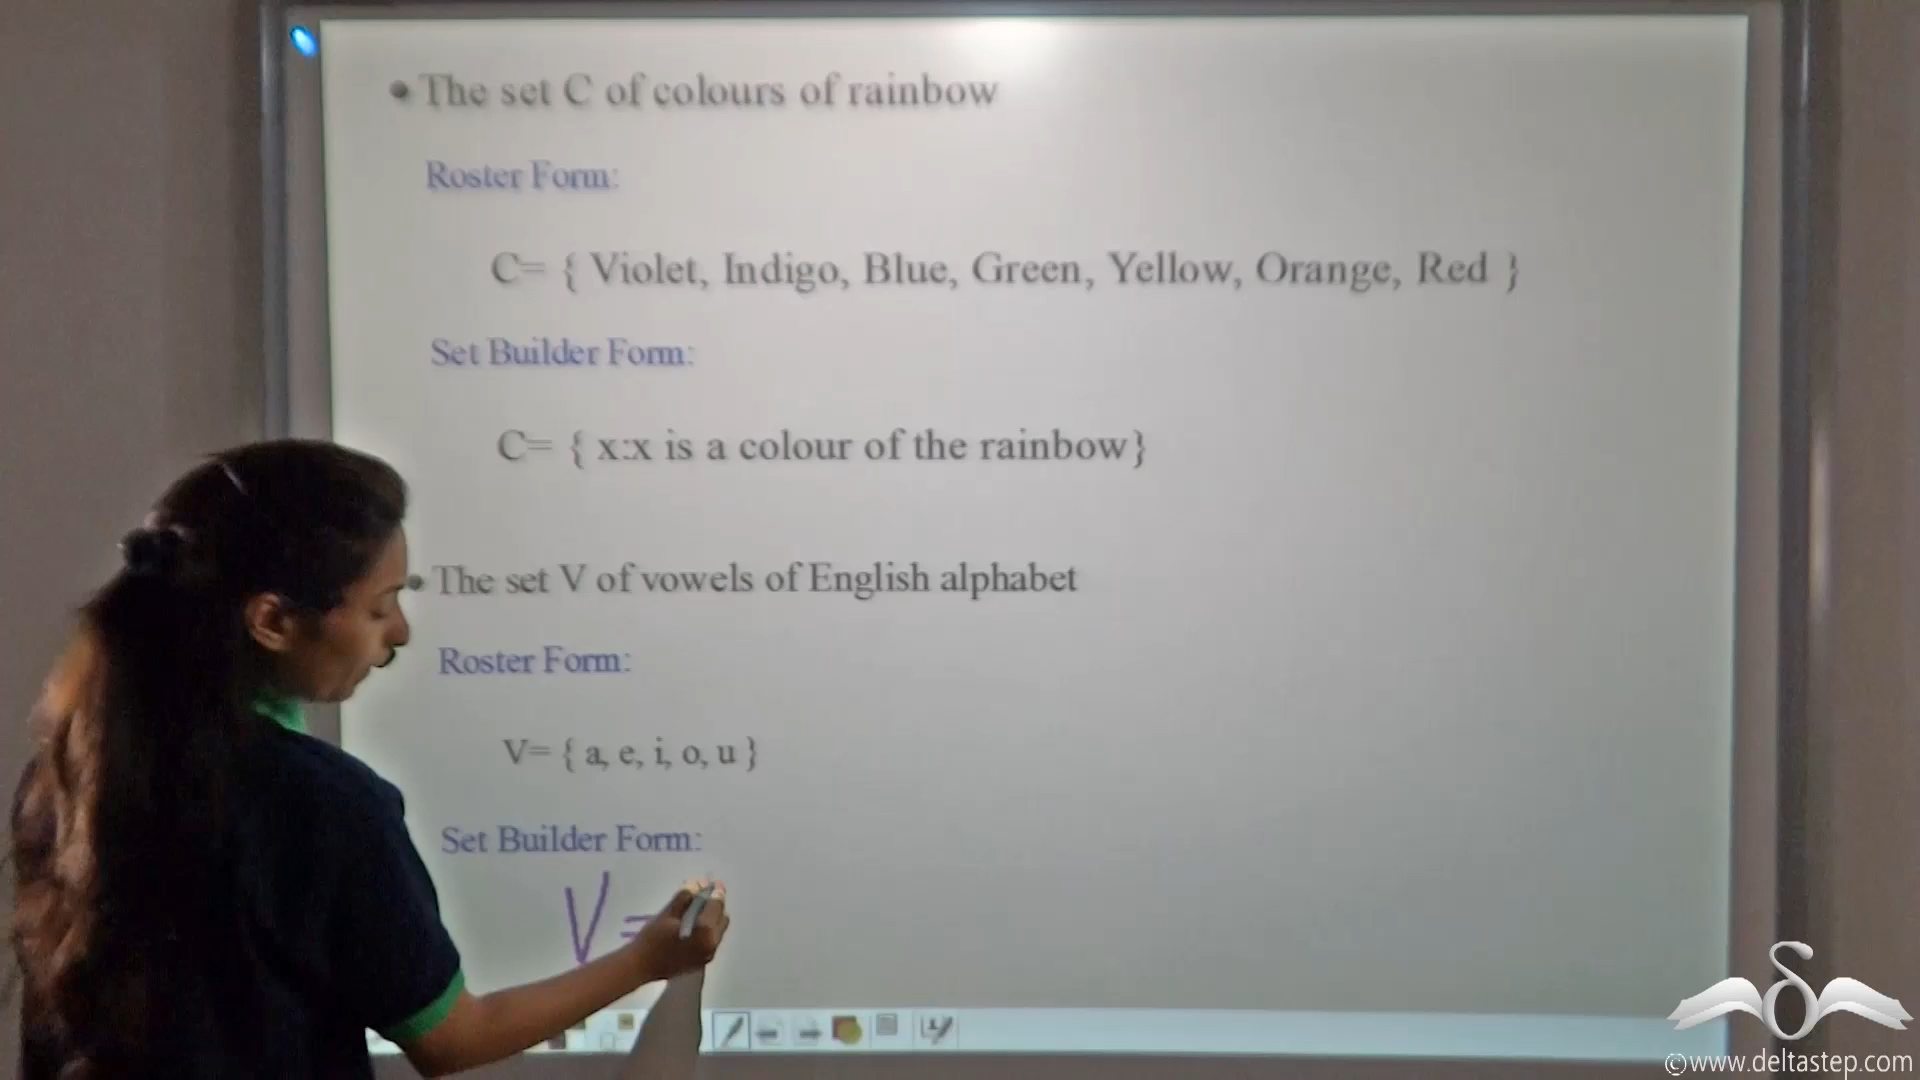 • The set C of colours of rainbow
Roster Form:
C= { Violet, Indigo, Blue, Green, Yellow, Orange, Red }
Set Builder Form:
C= { x:x is a colour of the rainbow}
• The set V of vowels of English alphabet
Roster Form:
V= { a, e, i, o, u }
Set Builder Form:
V =
©www.deltastep.com